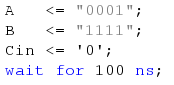 A   <= "0001";
B   <= "1111";
Cin <= '0';
wait for 100 ns;